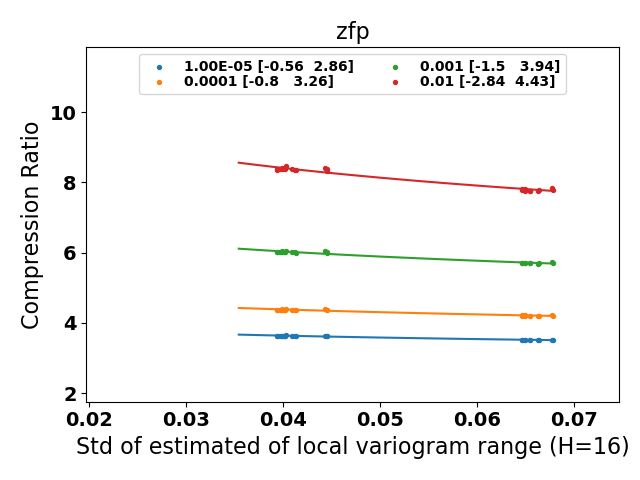 zfp
1.00E-05 [-0.56 2.86]
0.0001 [-0.8 3.26]
0.001 [-1.5 3.94]
0.01 [-2.84 4.43]
Compression Ratio
10
8
6
4
2
0.02 0.03 0.04 0.05 0.06 0.07
Std of estimated of local variogram range (H=16)